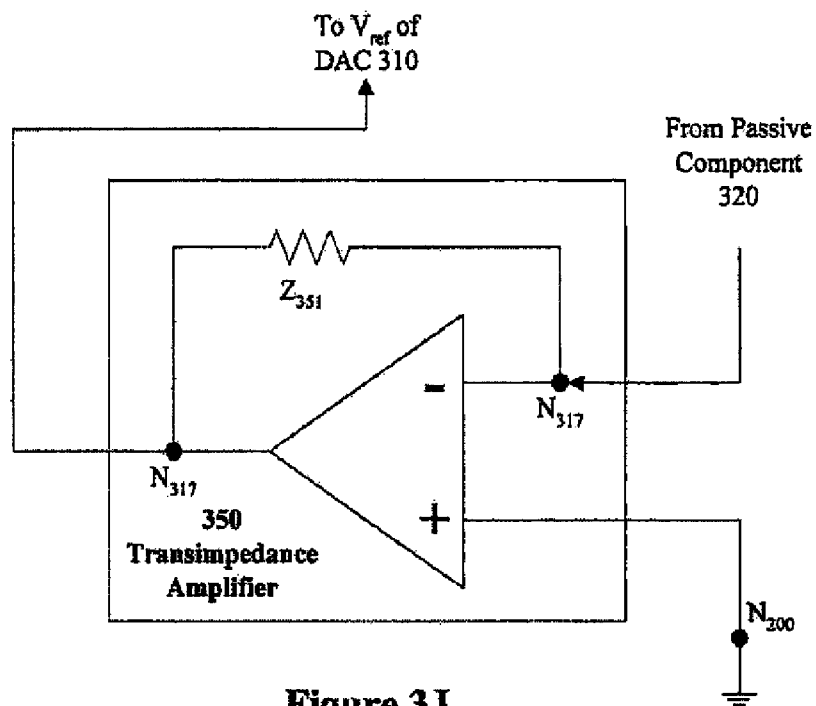 To V_ref of
DAC 310
From Passive
Component
320
Z_351
-
N_317
N_317
+
350
Transimpedance
Amplifier
N_200